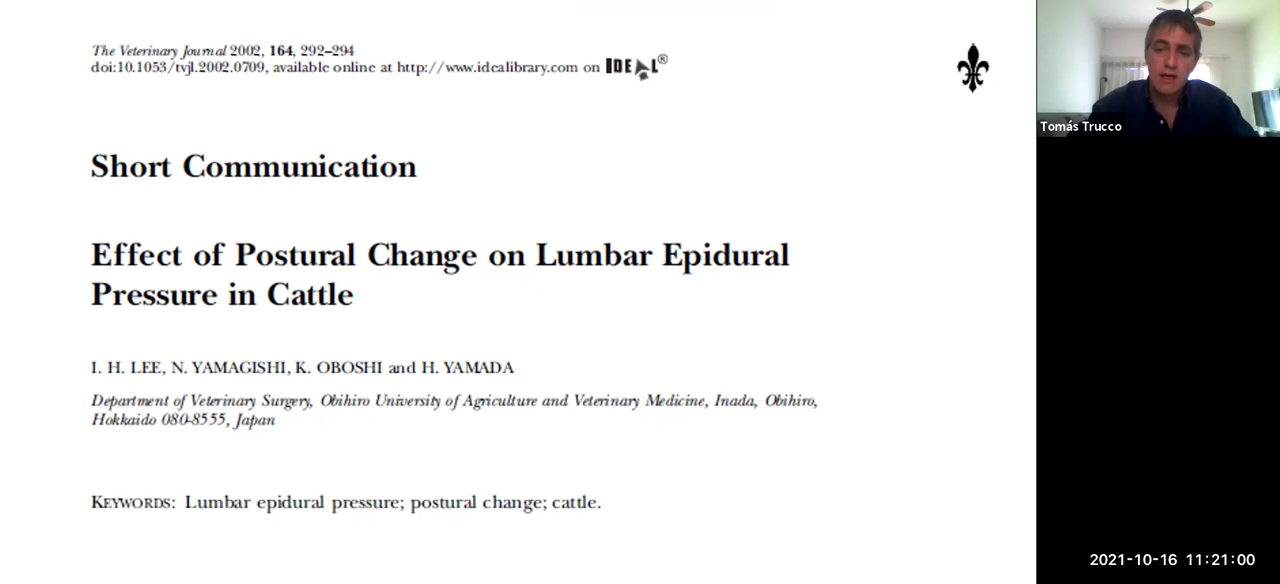 The Veterinary Journal 2002, 164, 292–294
doi:10.1053/tvjl.2002.0709, available online at http://www.idealibrary.com on IDEAL®
Short Communication
Effect of Postural Change on Lumbar Epidural
Pressure in Cattle
I. H. LEE, N. YAMAGISHI, K. OBOSHI and H. YAMADA
Department of Veterinary Surgery, Obihiro University of Agriculture and Veterinary Medicine, Inada, Obihiro,
Hokkaido 080-8555, Japan
KEYWORDS: Lumbar epidural pressure; postural change; cattle.
Tomás Trucco
2021-10-16 11:21:00